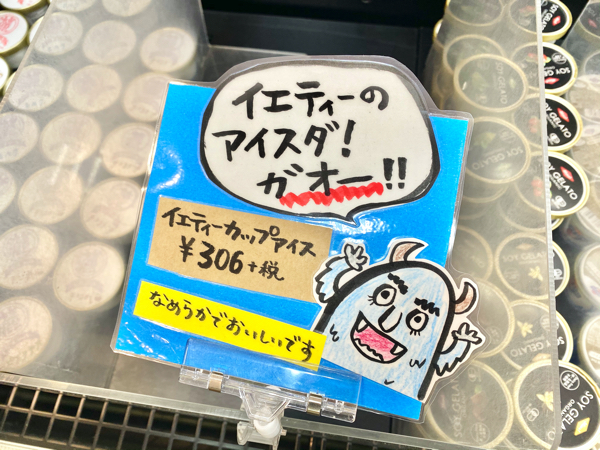 イエティーの
アイスダ!
ガオー!!
イエティーカップアイス
¥306+税
なめらかでおいしいです
SOY GELATO
SOY GELATO
SOY GELATO
SOY GELATO